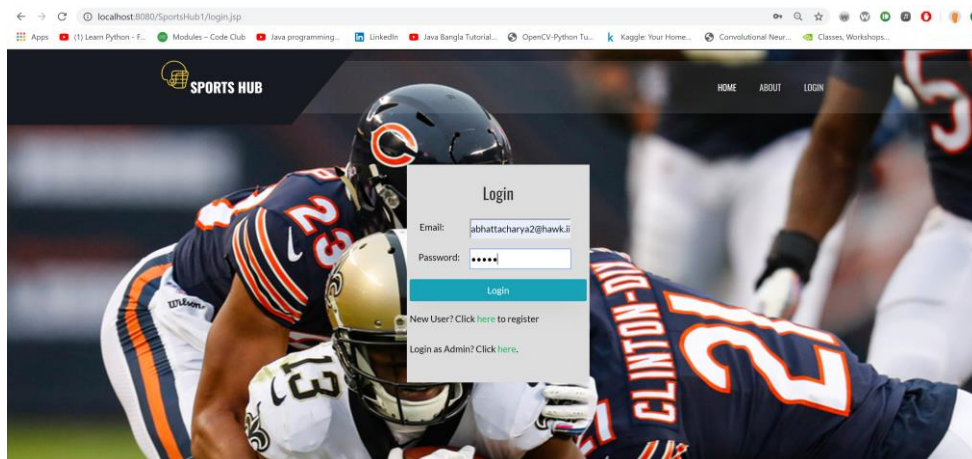 localhost:8080/SportsHub1/login.jsp
Apps (1) Learn Python - F... Modules – Code Club Java programming... LinkedIn Java Bangla Tutorial... OpenCV-Python Tu... Kaggle: Your Home... Convolutional Neur... Classes, Workshops...
SPORTS HUB
HOME ABOUT LOGIN
Login
Email: abhattacharya2@hawk.ii
Password: •••••
Login
New User? Click here to register
Login as Admin? Click here.
23
Wilson
13
CLINTON-DI
21